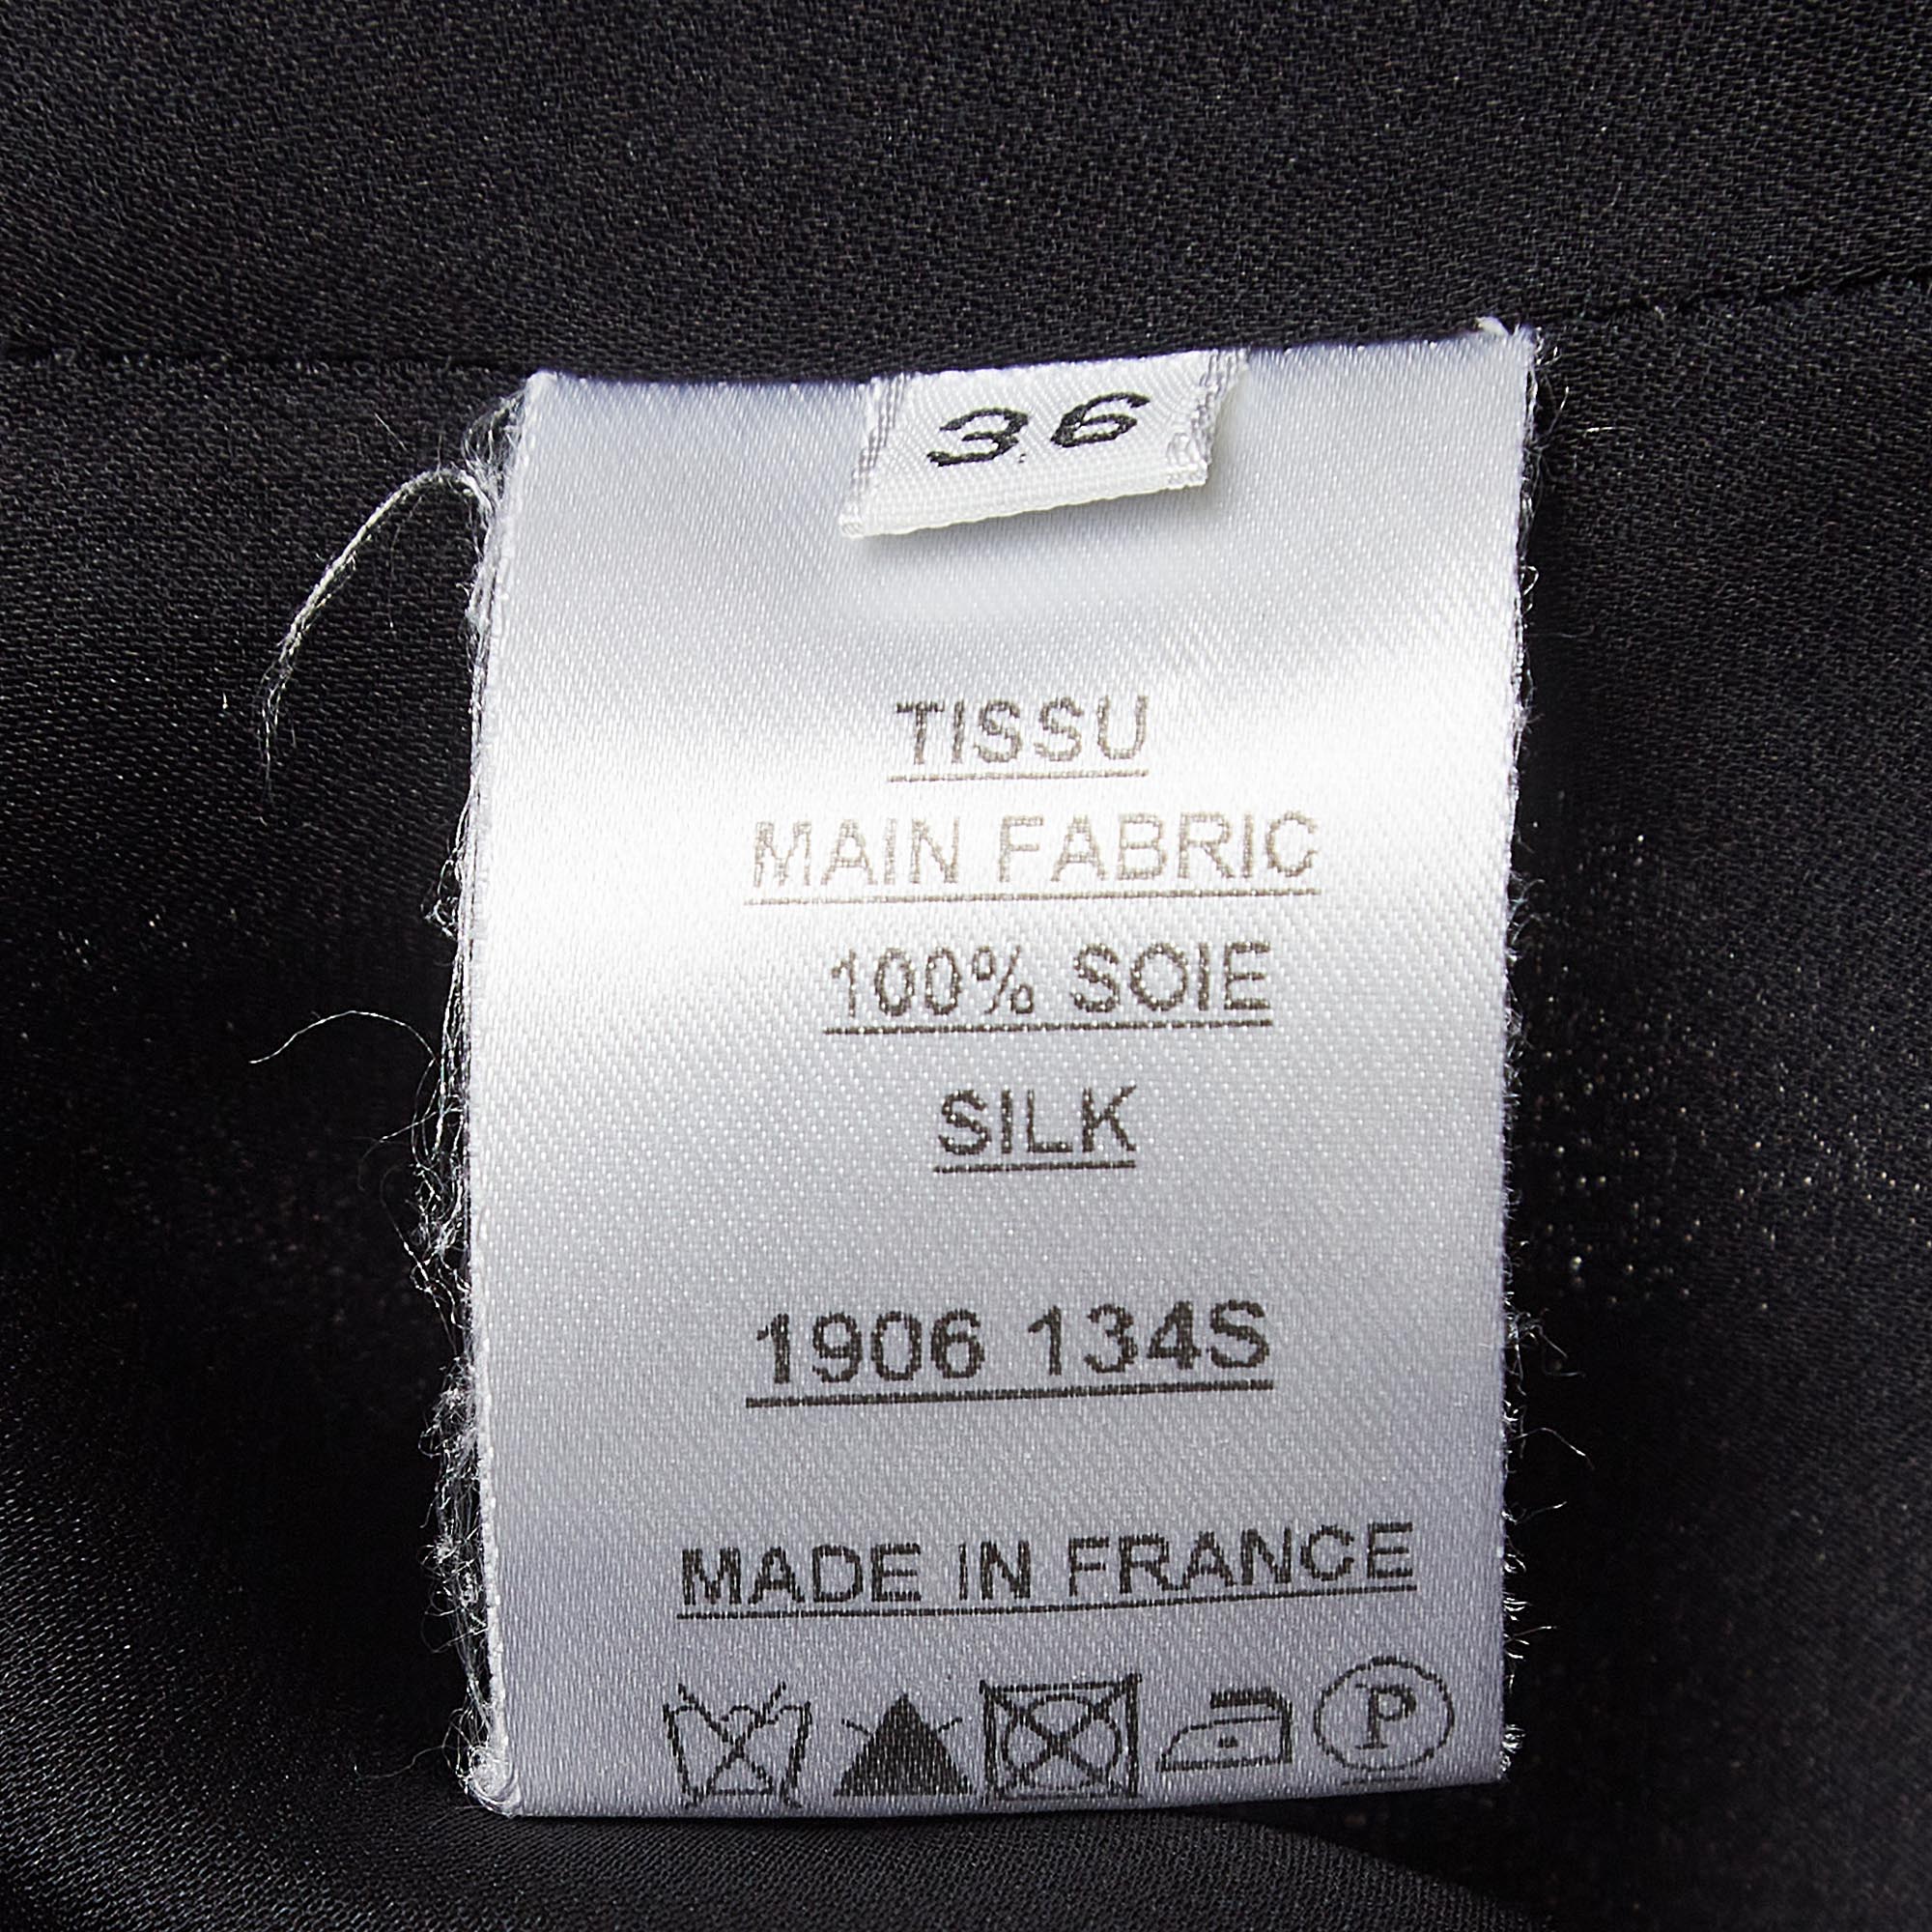 36
TISSU
MAIN FABRIC
100% SOIE
SILK
1906 134S
MADE IN FRANCE
P